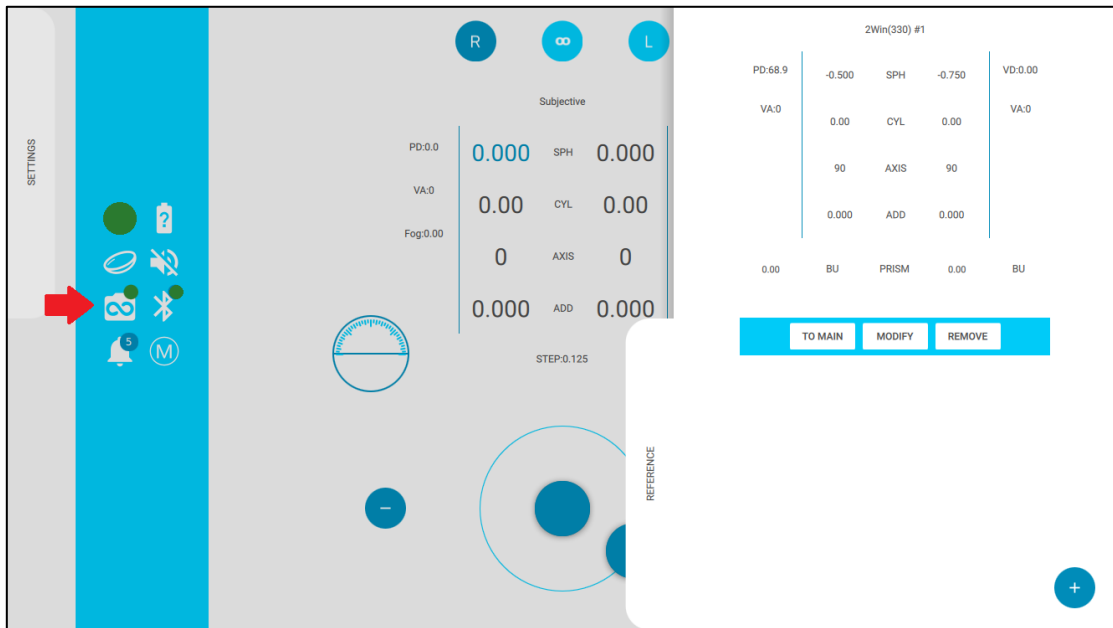 SETTINGS
?
5
M
R
L
Subjective
PD:0.0
0.000 SPH 0.000
VA:0
0.00 CYL 0.00
Fog:0.00
0 AXIS 0
0.000 ADD 0.000
STEP:0.125
−
REFERENCE
2Win(330) #1
PD:68.9 -0.500 SPH -0.750 VD:0.00
VA:0 VA:0
0.00 CYL 0.00
90 AXIS 90
0.000 ADD 0.000
0.00 BU PRISM 0.00 BU
TO MAIN MODIFY REMOVE
+